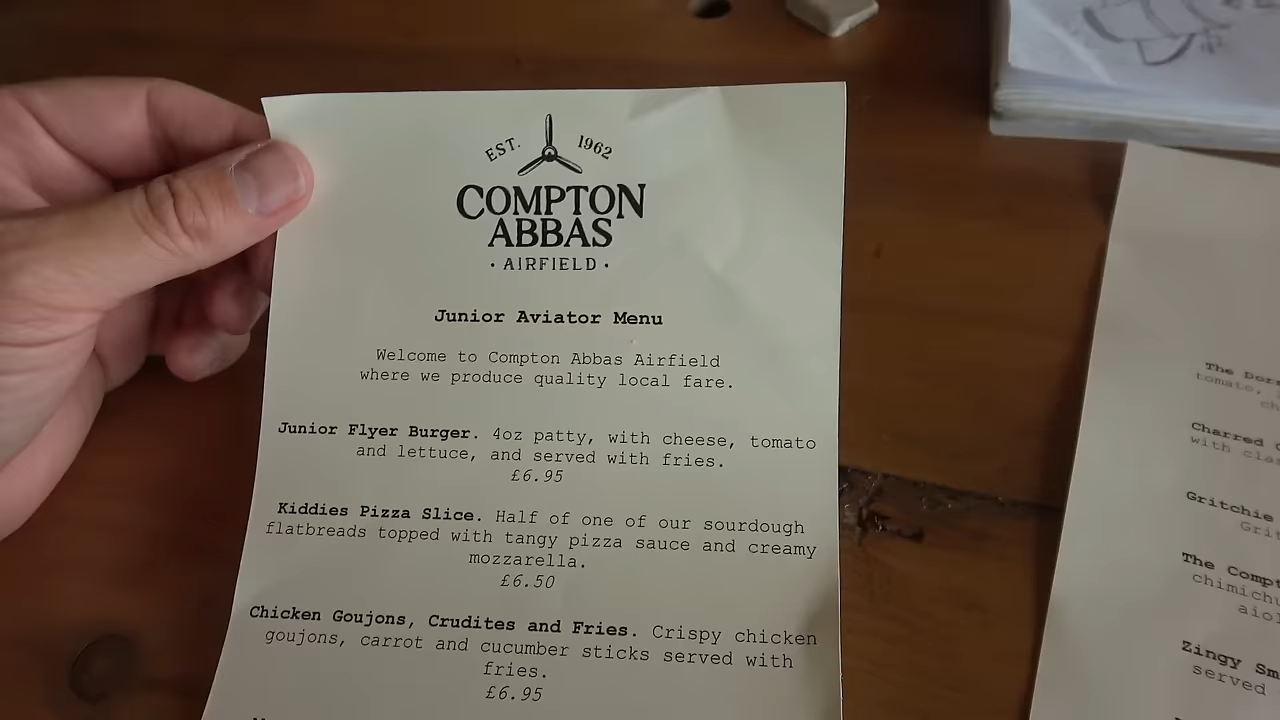 EST. 1962
COMPTON
ABBAS
· AIRFIELD ·
Junior Aviator Menu
Welcome to Compton Abbas Airfield
where we produce quality local fare.
Junior Flyer Burger. 4oz patty, with cheese, tomato
and lettuce, and served with fries.
£6.95
Kiddies Pizza Slice. Half of one of our sourdough
flatbreads topped with tangy pizza sauce and creamy
mozzarella.
£6.50
Chicken Goujons, Crudites and Fries. Crispy chicken
goujons, carrot and cucumber sticks served with
fries.
£6.95
The
tomato,
Charred
with
Gritchie
The
Zingy
served